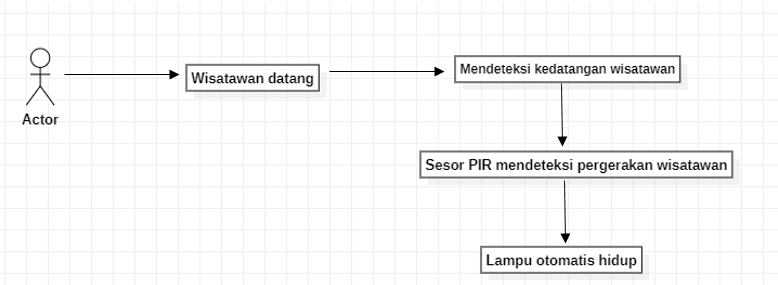 Actor
Wisatawan datang
Mendeteksi kedatangan wisatawan
Sesor PIR mendeteksi pergerakan wisatawan
Lampu otomatis hidup